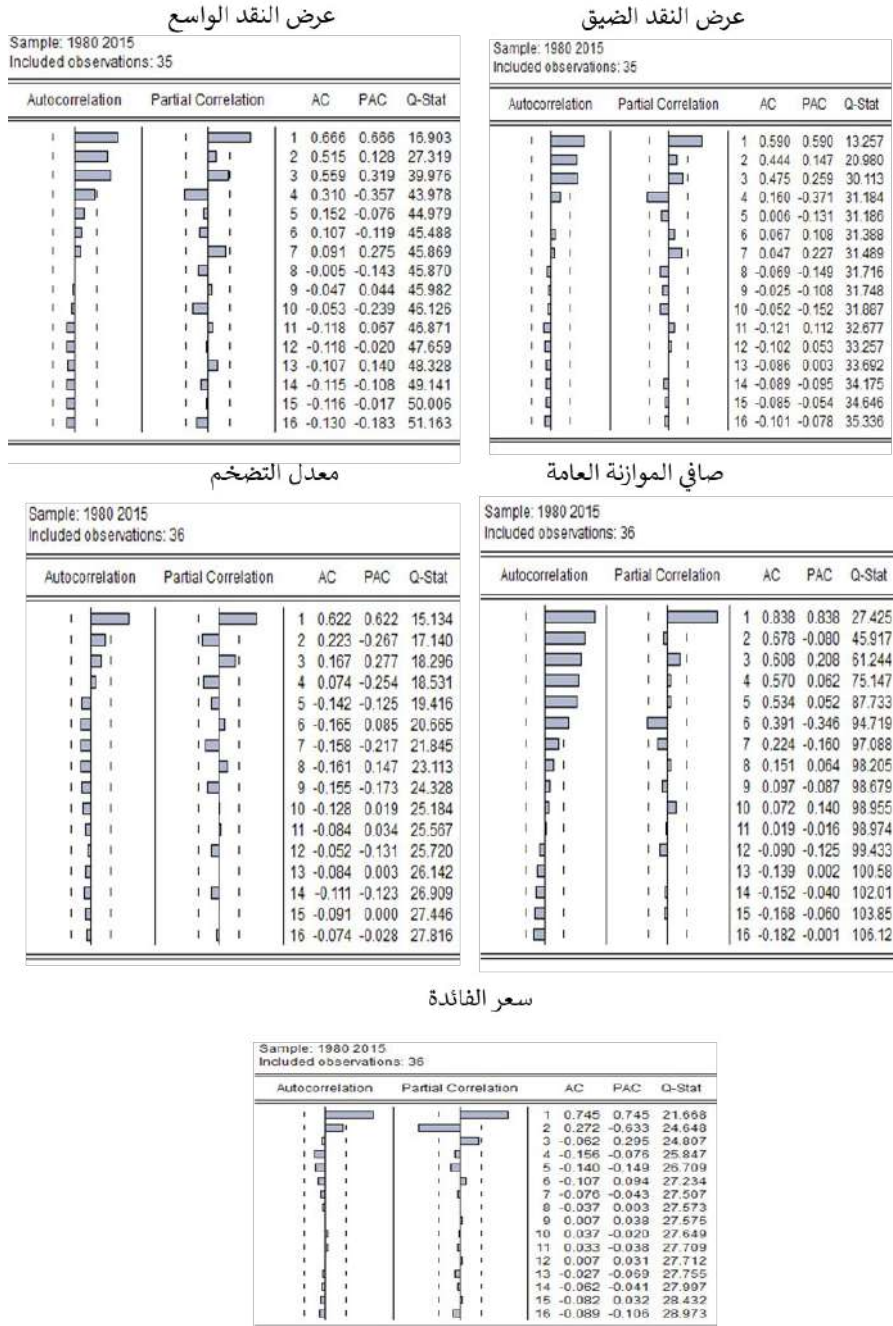 عرض النقد الواسع
Sample: 1980 2015
Included observations: 35
Autocorrelation Partial Correlation AC PAC Q-Stat
1 0.666 0.666 16.903
2 0.515 0.128 27.319
3 0.559 0.319 39.976
4 0.310 -0.357 43.978
5 0.152 -0.076 44.979
6 0.107 -0.119 45.488
7 0.091 0.275 45.869
8 -0.005 -0.143 45.870
9 -0.047 0.044 45.982
10 -0.053 -0.239 46.126
11 -0.118 0.067 46.871
12 -0.118 -0.020 47.659
13 -0.107 0.140 48.328
14 -0.115 -0.108 49.141
15 -0.116 -0.017 50.006
16 -0.130 -0.183 51.163
عرض النقد الضيق
Sample: 1980 2015
Included observations: 35
Autocorrelation Partial Correlation AC PAC Q-Stat
1 0.590 0.590 13.257
2 0.444 0.147 20.980
3 0.475 0.259 30.113
4 0.160 -0.371 31.184
5 0.006 -0.131 31.186
6 0.067 0.108 31.388
7 0.047 0.227 31.489
8 -0.069 -0.149 31.716
9 -0.025 -0.108 31.748
10 -0.052 -0.152 31.887
11 -0.121 0.112 32.677
12 -0.102 0.053 33.257
13 -0.086 0.003 33.692
14 -0.089 -0.095 34.175
15 -0.085 -0.054 34.646
16 -0.101 -0.078 35.336
معدل التضخم
Sample: 1980 2015
Included observations: 36
Autocorrelation Partial Correlation AC PAC Q-Stat
1 0.622 0.622 15.134
2 0.223 -0.267 17.140
3 0.167 0.277 18.296
4 0.074 -0.254 18.531
5 -0.142 -0.125 19.416
6 -0.165 0.085 20.665
7 -0.158 -0.217 21.845
8 -0.161 0.147 23.113
9 -0.155 -0.173 24.328
10 -0.128 0.019 25.184
11 -0.084 0.034 25.567
12 -0.052 -0.131 25.720
13 -0.084 0.003 26.142
14 -0.111 -0.123 26.909
15 -0.091 0.000 27.446
16 -0.074 -0.028 27.816
صافي الموازنة العامة
Sample: 1980 2015
Included observations: 36
Autocorrelation Partial Correlation AC PAC Q-Stat
1 0.838 0.838 27.425
2 0.678 -0.080 45.917
3 0.608 0.208 61.244
4 0.570 0.062 75.147
5 0.534 0.052 87.733
6 0.391 -0.346 94.719
7 0.224 -0.160 97.088
8 0.151 0.064 98.205
9 0.097 -0.087 98.679
10 0.072 0.140 98.955
11 0.019 -0.016 98.974
12 -0.090 -0.125 99.433
13 -0.139 0.002 100.58
14 -0.152 -0.040 102.01
15 -0.168 -0.060 103.85
16 -0.182 -0.001 106.12
سعر الفائدة
Sample: 1980 2015
Included observations: 36
Autocorrelation Partial Correlation AC PAC Q-Stat
1 0.745 0.745 21.668
2 0.272 -0.633 24.648
3 -0.062 0.295 24.807
4 -0.156 -0.076 25.847
5 -0.140 -0.149 26.709
6 -0.107 0.094 27.234
7 -0.076 -0.043 27.507
8 -0.037 0.003 27.573
9 0.007 0.038 27.575
10 0.037 -0.020 27.649
11 0.033 -0.038 27.709
12 0.007 0.031 27.712
13 -0.027 -0.069 27.755
14 -0.062 -0.041 27.997
15 -0.082 0.032 28.432
16 -0.089 -0.106 28.973